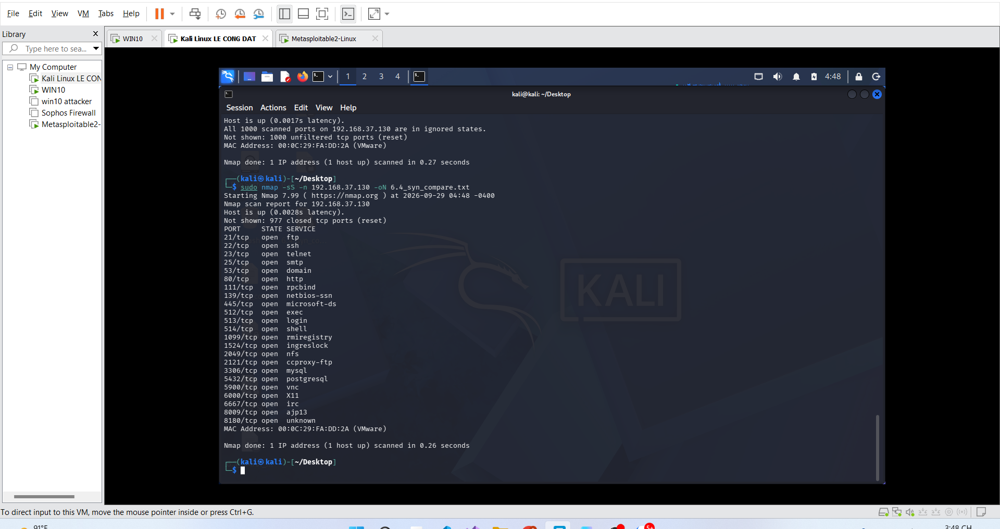 File Edit View VM Tabs Help
Library
Type here to sea...
My Computer
Kali Linux LE CON
WIN10
win10 attacker
Sophos Firewall
Metasploitable2-
WIN10
Kali Linux LE CONG DAT
Metasploitable2-Linux
1 2 3 4
4:48
kali@kali: ~/Desktop
Session Actions Edit View Help
Host is up (0.0017s latency).
All 1000 scanned ports on 192.168.37.130 are in ignored states.
Not shown: 1000 unfiltered tcp ports (reset)
MAC Address: 00:0C:29:FA:DD:2A (VMware)
Nmap done: 1 IP address (1 host up) scanned in 0.27 seconds
┌──(kali㉿kali)-[~/Desktop]
└─$ sudo nmap -sS -n 192.168.37.130 -oN 6.4_syn_compare.txt
Starting Nmap 7.99 ( https://nmap.org ) at 2026-09-29 04:48 -0400
Nmap scan report for 192.168.37.130
Host is up (0.0028s latency).
Not shown: 977 closed tcp ports (reset)
PORT STATE SERVICE
21/tcp open ftp
22/tcp open ssh
23/tcp open telnet
25/tcp open smtp
53/tcp open domain
80/tcp open http
111/tcp open rpcbind
139/tcp open netbios-ssn
445/tcp open microsoft-ds
512/tcp open exec
513/tcp open login
514/tcp open shell
1099/tcp open rmiregistry
1524/tcp open ingreslock
2049/tcp open nfs
2121/tcp open ccproxy-ftp
3306/tcp open mysql
5432/tcp open postgresql
5900/tcp open vnc
6000/tcp open X11
6667/tcp open irc
8009/tcp open ajp13
8180/tcp open unknown
MAC Address: 00:0C:29:FA:DD:2A (VMware)
Nmap done: 1 IP address (1 host up) scanned in 0.26 seconds
┌──(kali㉿kali)-[~/Desktop]
└─$
KALI
To direct input to this VM, move the mouse pointer inside or press Ctrl+G.
91°F
5+
3:48 CH